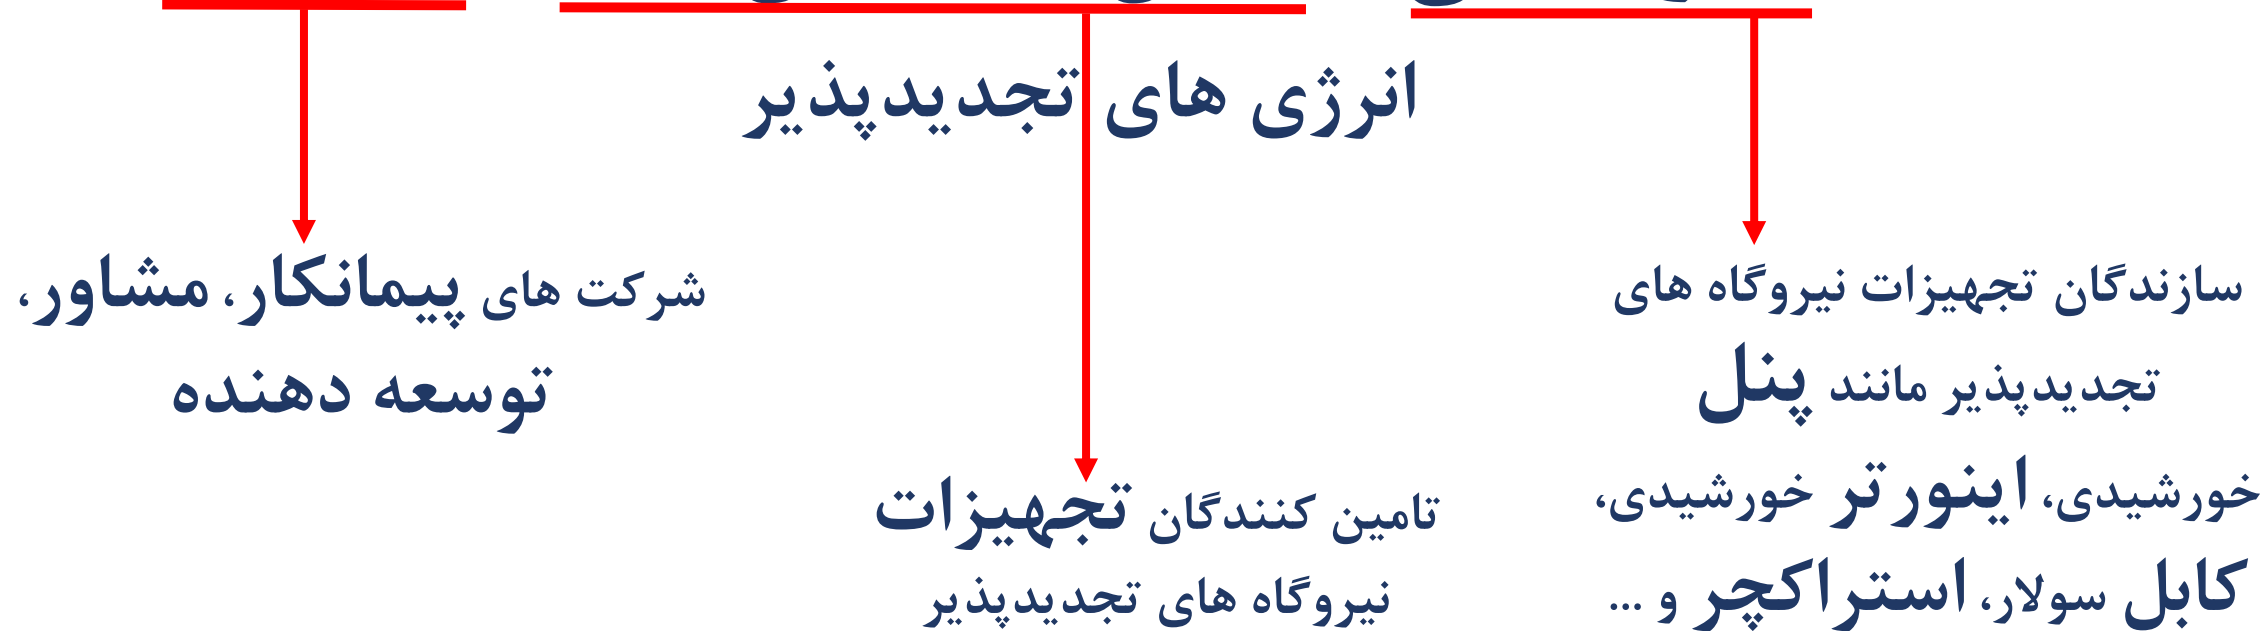 انرژی های تجدیدپذیر
سازندگان تجهیزات نیروگاه های
تجدیدپذیر مانند پنل
خورشیدی، اینورتر خورشیدی،
کابل سولار، استراکچر و ...
تامین کنندگان تجهیزات
نیروگاه های تجدیدپذیر
شرکت های پیمانکار، مشاور،
توسعه دهنده